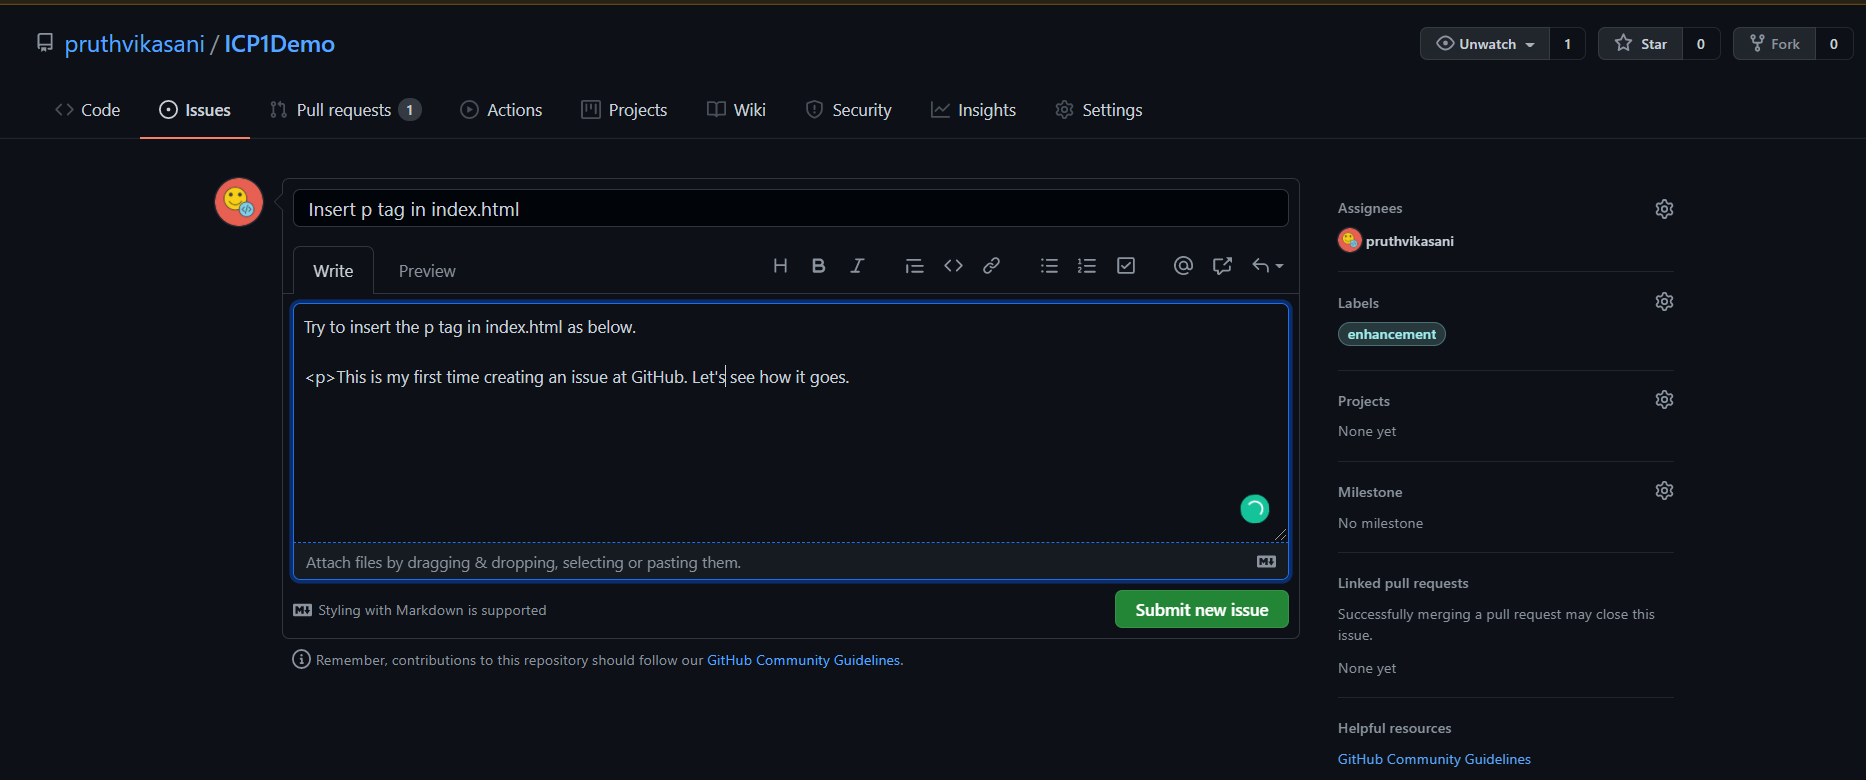 pruthvikasani / ICP1Demo
Unwatch 1 Star 0 Fork 0
Code Issues Pull requests 1 Actions Projects Wiki Security Insights Settings
Insert p tag in index.html
Write Preview
Try to insert the p tag in index.html as below.
<p>This is my first time creating an issue at GitHub. Let's see how it goes.
Attach files by dragging & dropping, selecting or pasting them.
Styling with Markdown is supported
Submit new issue
Remember, contributions to this repository should follow our GitHub Community Guidelines.
Assignees
pruthvikasani
Labels
enhancement
Projects
None yet
Milestone
No milestone
Linked pull requests
Successfully merging a pull request may close this
issue.
None yet
Helpful resources
GitHub Community Guidelines